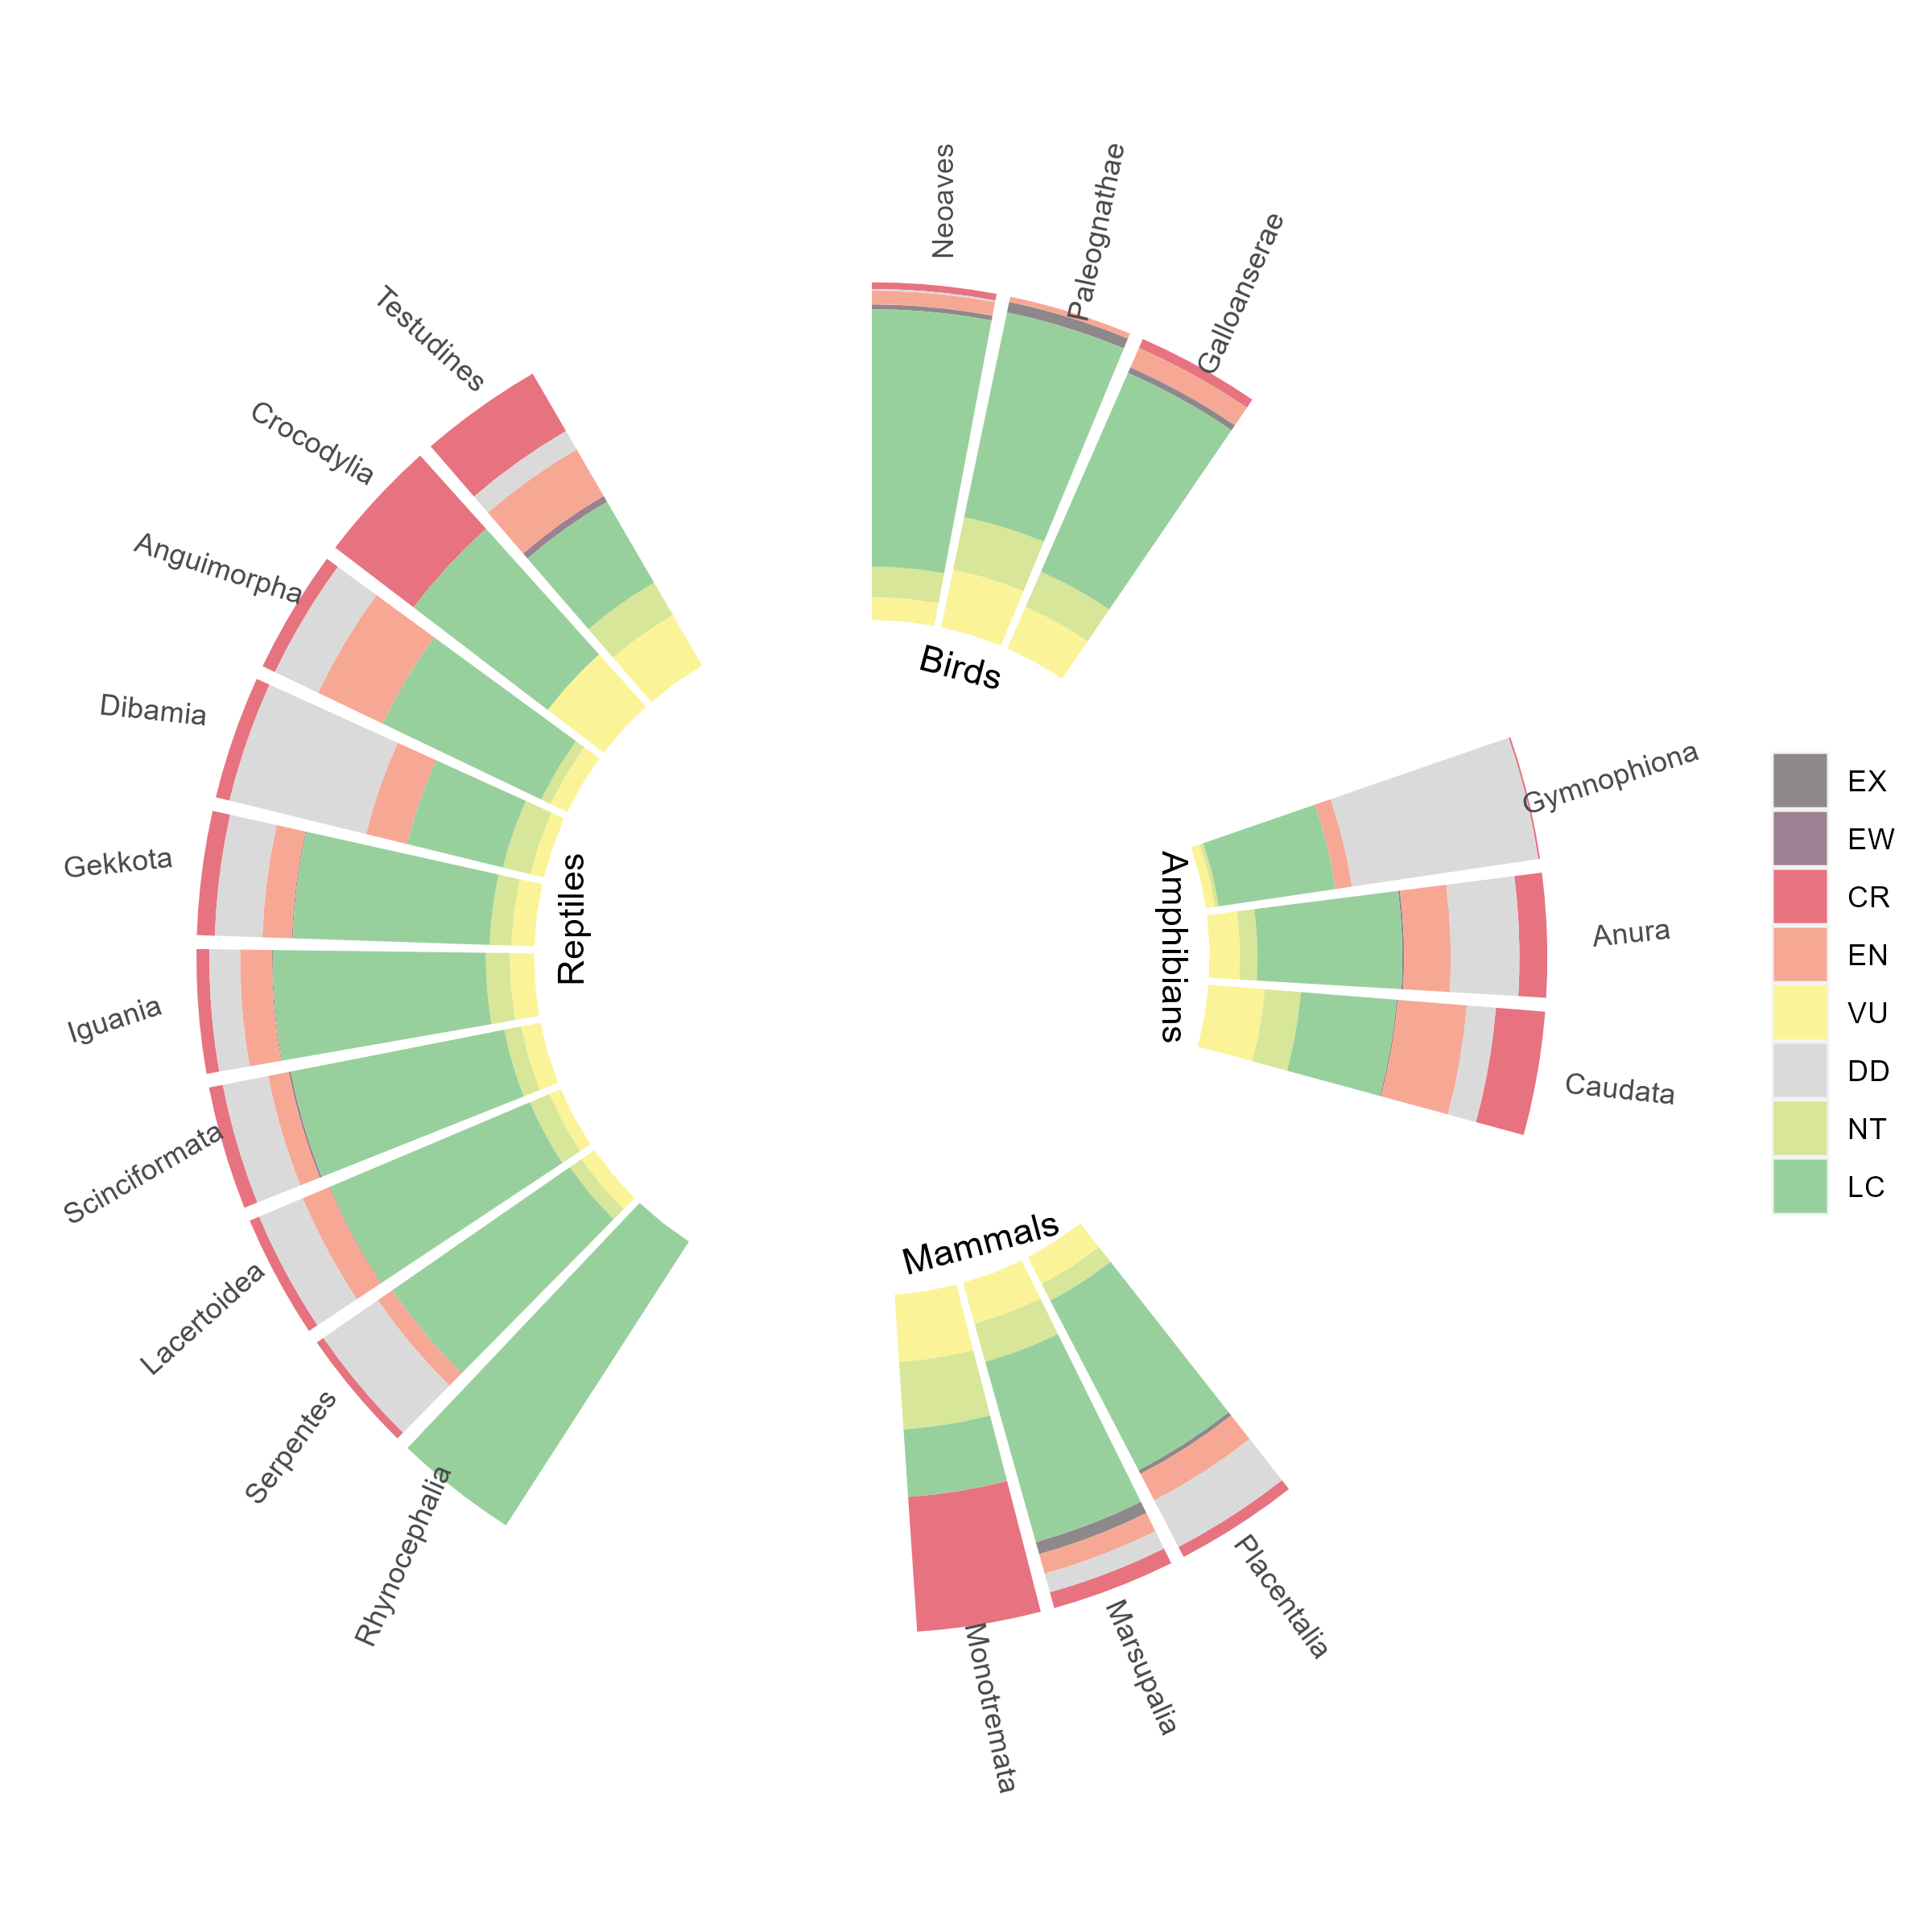 Neoaves
Paleognathae
Galloanserae
Birds
Gymnophiona
Anura
Caudata
Amphibians
Placentalia
Marsupalia
Monotremata
Mammals
Rhynocephalia
Serpentes
Lacertoidea
Scinciformata
Iguania
Gekkota
Dibamia
Anguimorpha
Crocodylia
Testudines
Reptiles
EX
EW
CR
EN
VU
DD
NT
LC